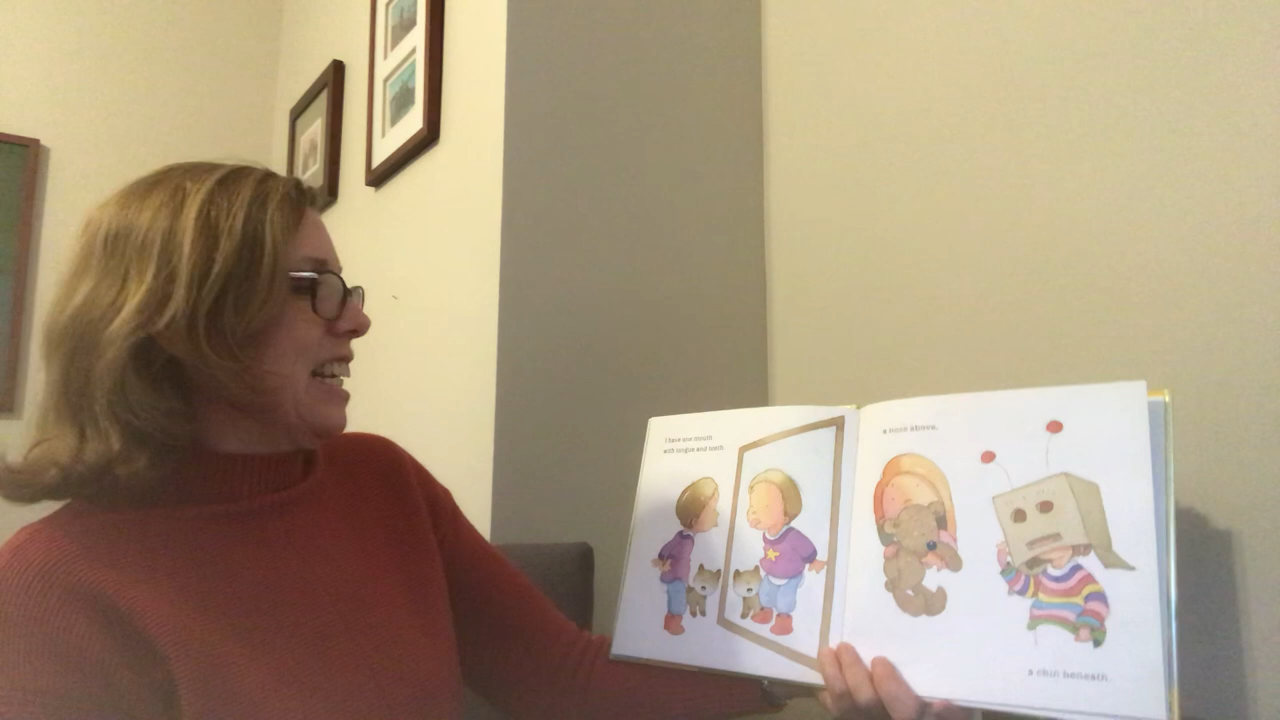 I have one mouth
with tongue and teeth
a nose above,
a chin beneath